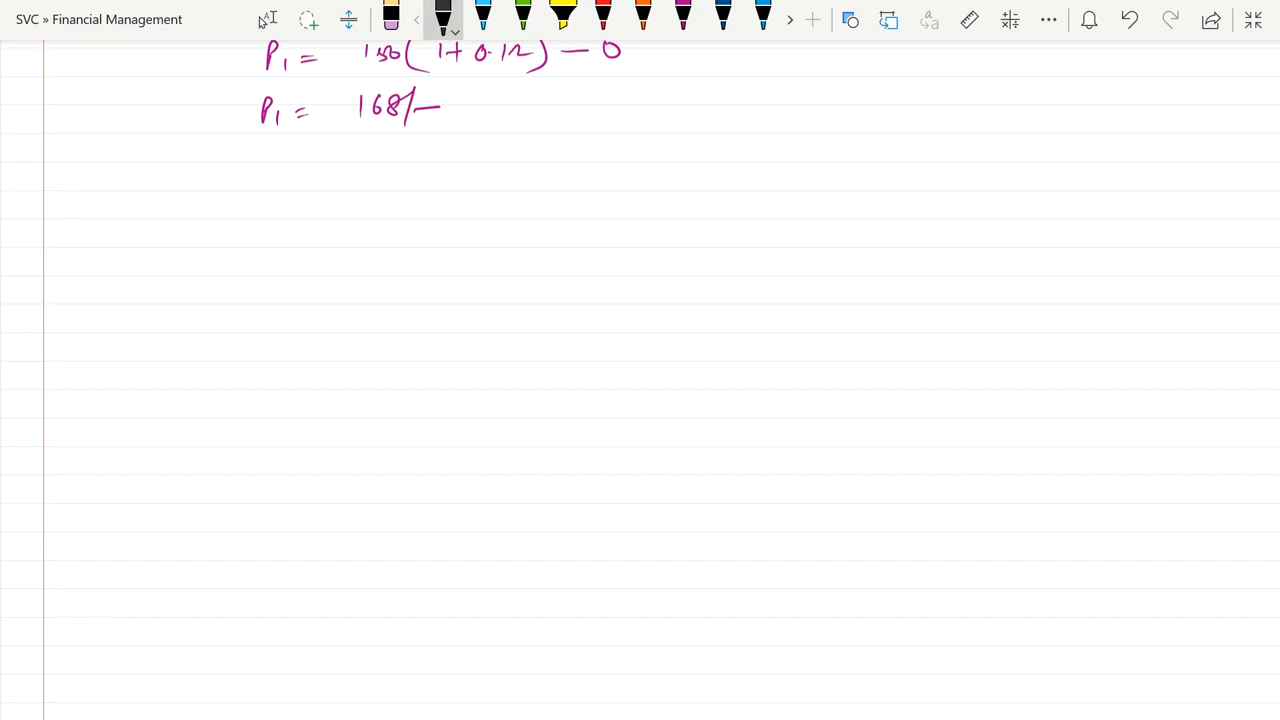 SVC » Financial Management
P₁ = 150(1+0.12) — 0
P₁ = 168/—